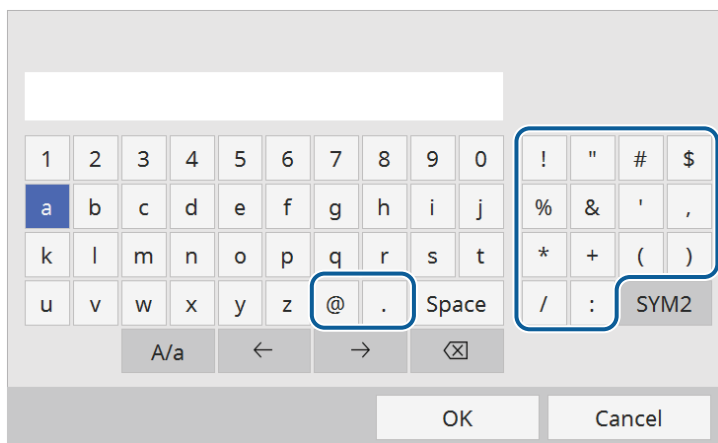 1 2 3 4 5 6 7 8 9 0 ! " # $
a b c d e f g h i j % & ' ,
k l m n o p q r s t * + ( )
u v w x y z @ . Space / : SYM2
A/a ← → ⌫
OK Cancel